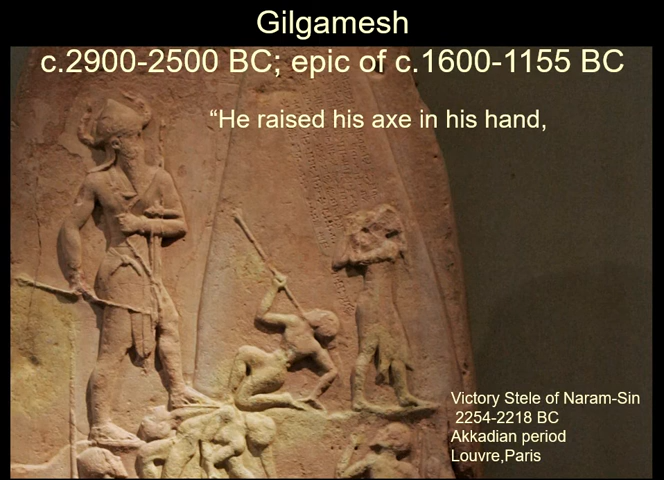 Gilgamesh
c.2900-2500 BC; epic of c.1600-1155 BC
“He raised his axe in his hand,
Victory Stele of Naram-Sin
2254-2218 BC
Akkadian period
Louvre,Paris